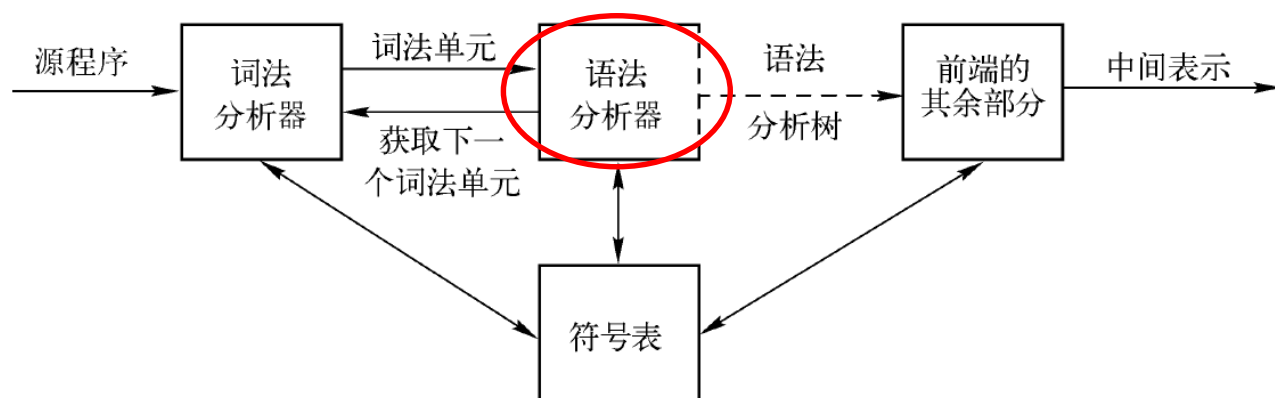 源程序
词法
分析器
词法单元
获取下一
个词法单元
语法
分析器
语法
分析树
前端的
其余部分
中间表示
符号表